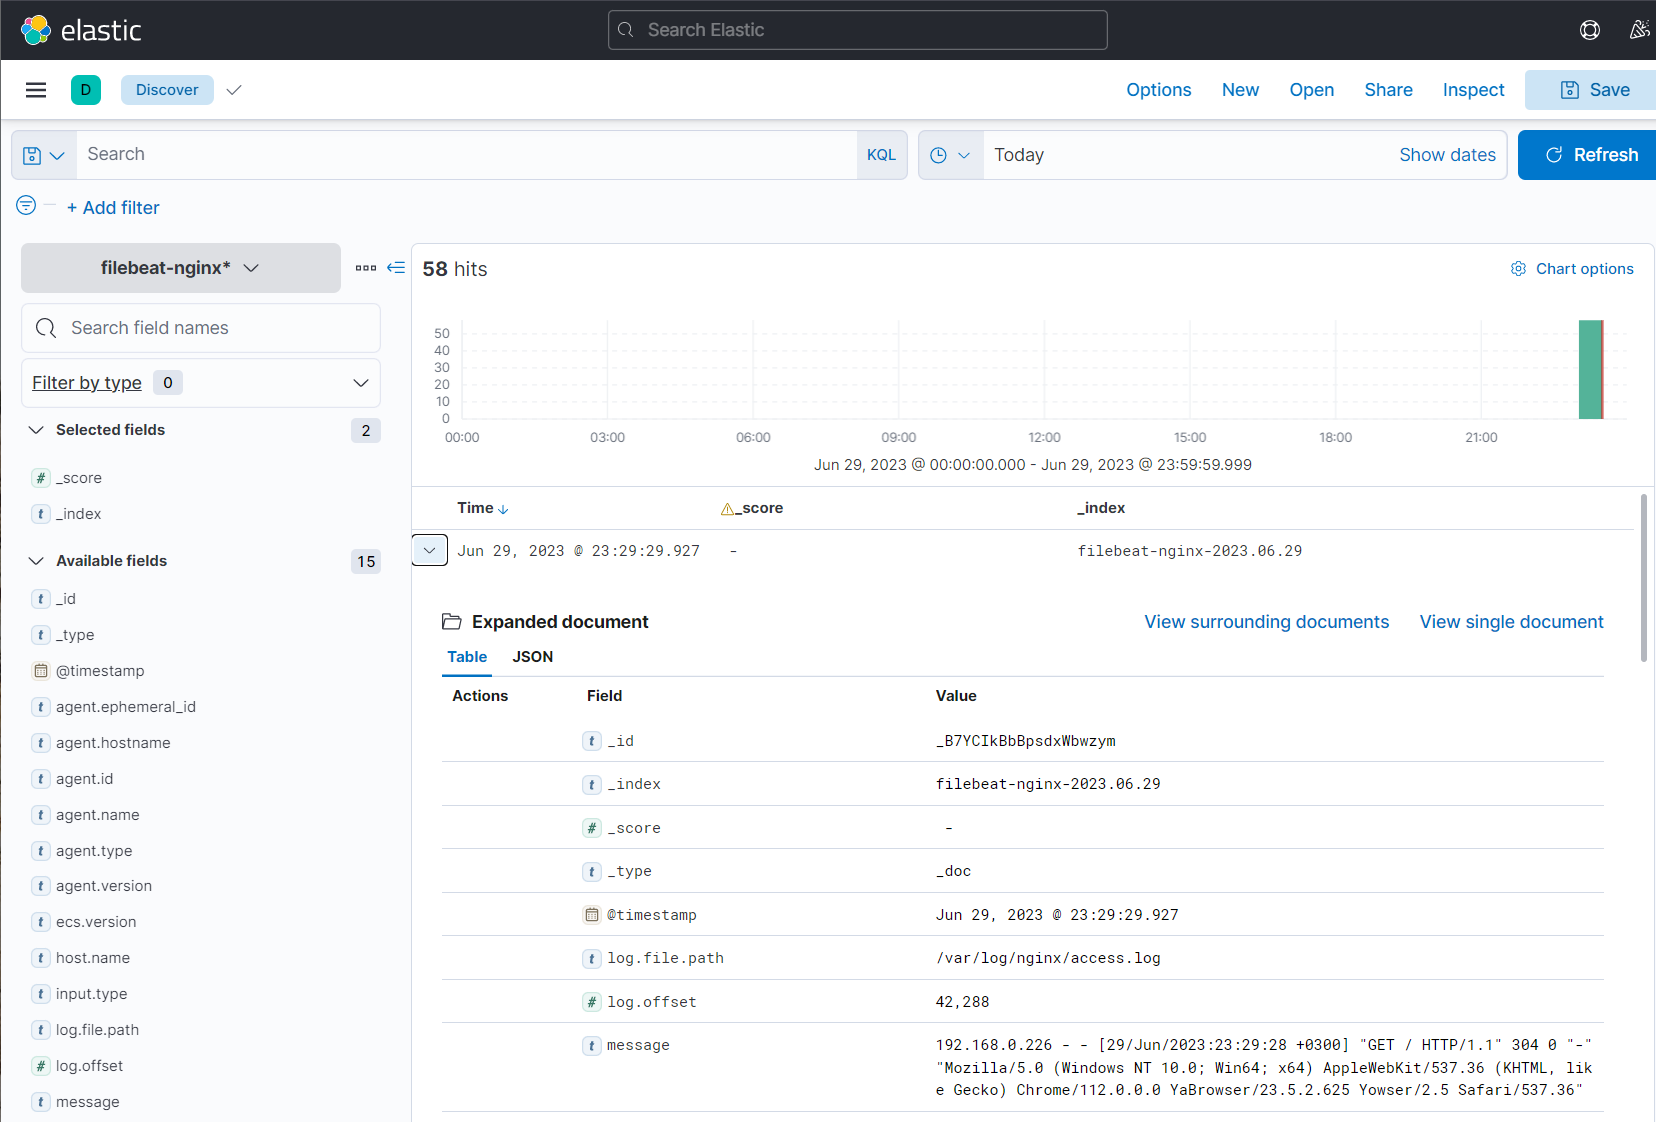 elastic
Search Elastic
D
Discover
Options New Open Share Inspect Save
Search
KQL
Today
Show dates
Refresh
+ Add filter
filebeat-nginx*
Search field names
Filter by type 0
Selected fields 2
# _score
t _index
Available fields 15
t _id
t _type
@timestamp
t agent.ephemeral_id
t agent.hostname
t agent.id
t agent.name
t agent.type
t agent.version
t ecs.version
t host.name
t input.type
t log.file.path
# log.offset
t message
58 hits
Chart options
50
40
30
20
10
0
00:00 03:00 06:00 09:00 12:00 15:00 18:00 21:00
Jun 29, 2023 @ 00:00:00.000 - Jun 29, 2023 @ 23:59:59.999
Time _score _index
Jun 29, 2023 @ 23:29:29.927 - filebeat-nginx-2023.06.29
Expanded document
View surrounding documents View single document
Table JSON
Actions Field Value
t _id _B7YCIkBbBpsdxWbwzym
t _index filebeat-nginx-2023.06.29
# _score -
t _type _doc
@timestamp Jun 29, 2023 @ 23:29:29.927
t log.file.path /var/log/nginx/access.log
# log.offset 42,288
t message 192.168.0.226 - - [29/Jun/2023:23:29:28 +0300] "GET / HTTP/1.1" 304 0 "-"
"Mozilla/5.0 (Windows NT 10.0; Win64; x64) AppleWebKit/537.36 (KHTML, lik
e Gecko) Chrome/112.0.0.0 YaBrowser/23.5.2.625 Yowser/2.5 Safari/537.36"